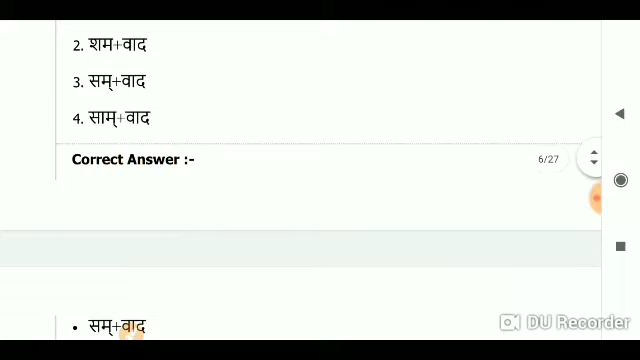 2. शम+वाद
3. सम्+वाद
4. साम्+वाद
Correct Answer :-
6/27
• सम्+वाद
DU Recorder